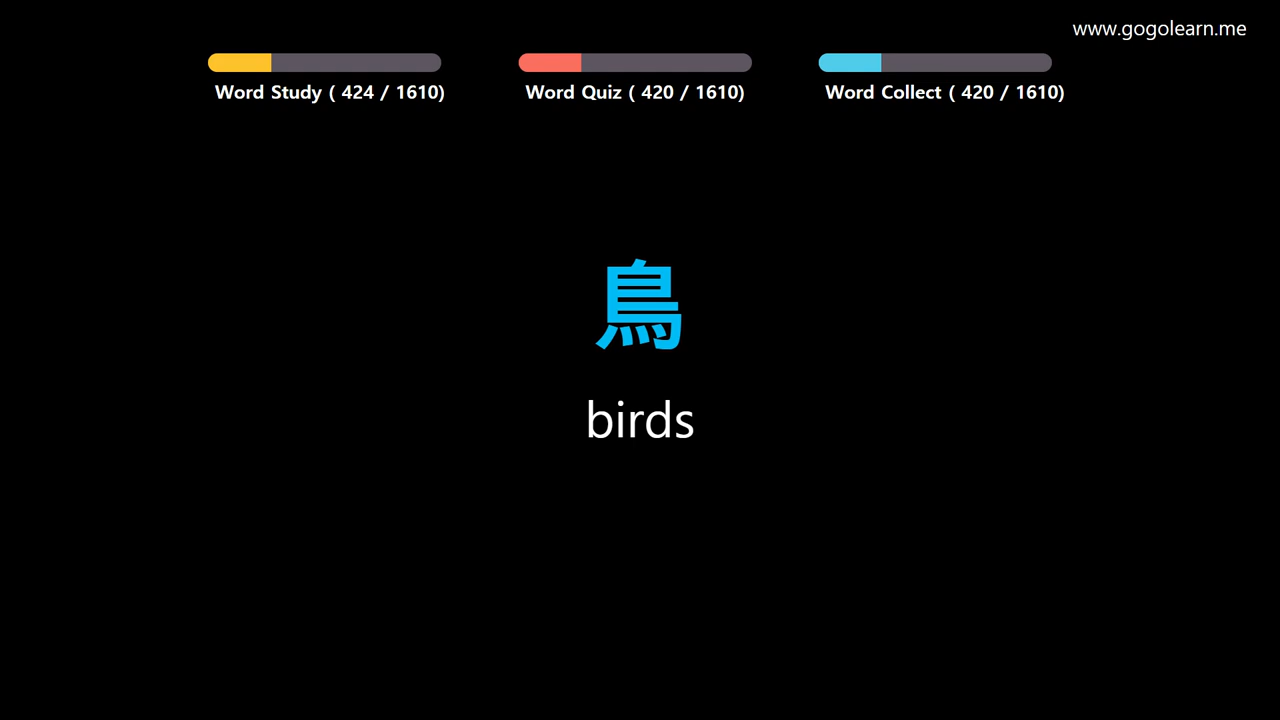 www.gogolearn.me
Word Study ( 424 / 1610)
Word Quiz ( 420 / 1610)
Word Collect ( 420 / 1610)
鳥
birds